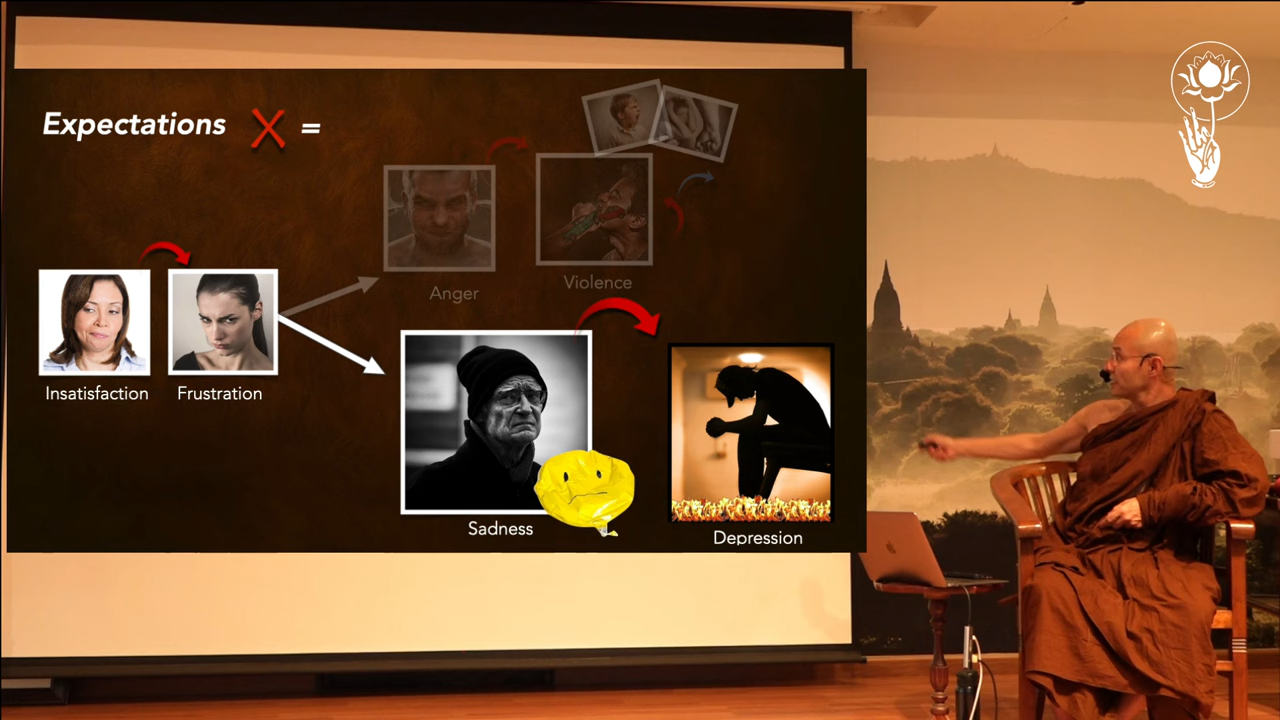 Expectations X =
Anger
Violence
Insatisfaction
Frustration
Sadness
Depression